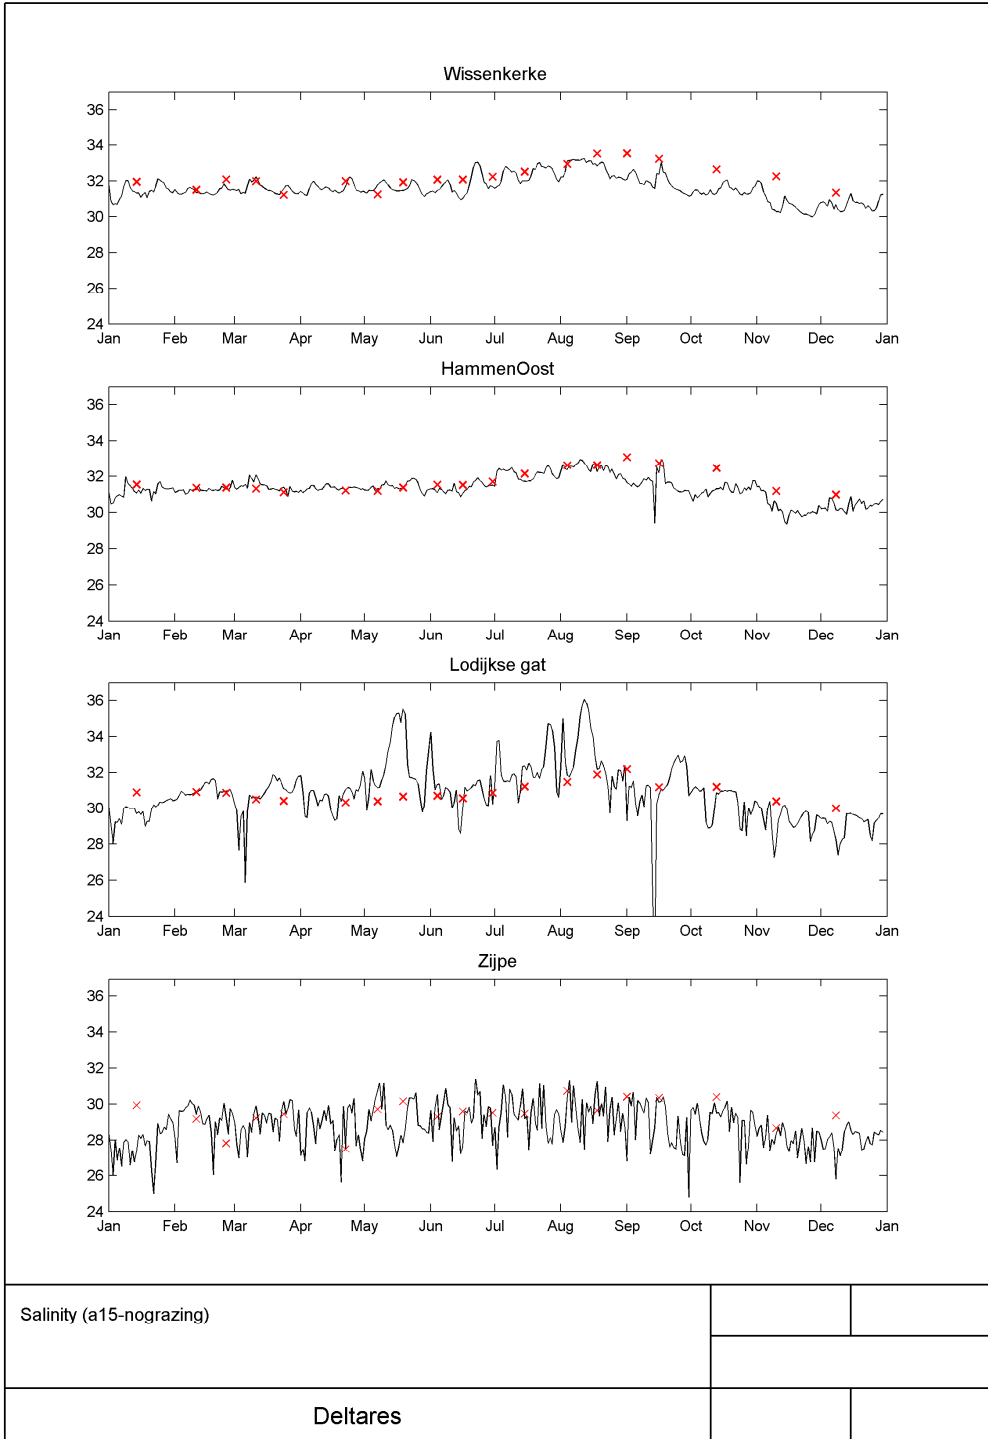 Wissenkerke
36
34
32
30
28
26
24
Jan Feb Mar Apr May Jun Jul Aug Sep Oct Nov Dec Jan
HammenOost
36
34
32
30
28
26
24
Jan Feb Mar Apr May Jun Jul Aug Sep Oct Nov Dec Jan
Lodijkse gat
36
34
32
30
28
26
24
Jan Feb Mar Apr May Jun Jul Aug Sep Oct Nov Dec Jan
Zijpe
36
34
32
30
28
26
24
Jan Feb Mar Apr May Jun Jul Aug Sep Oct Nov Dec Jan
Salinity (a15-nograzing)
Deltares